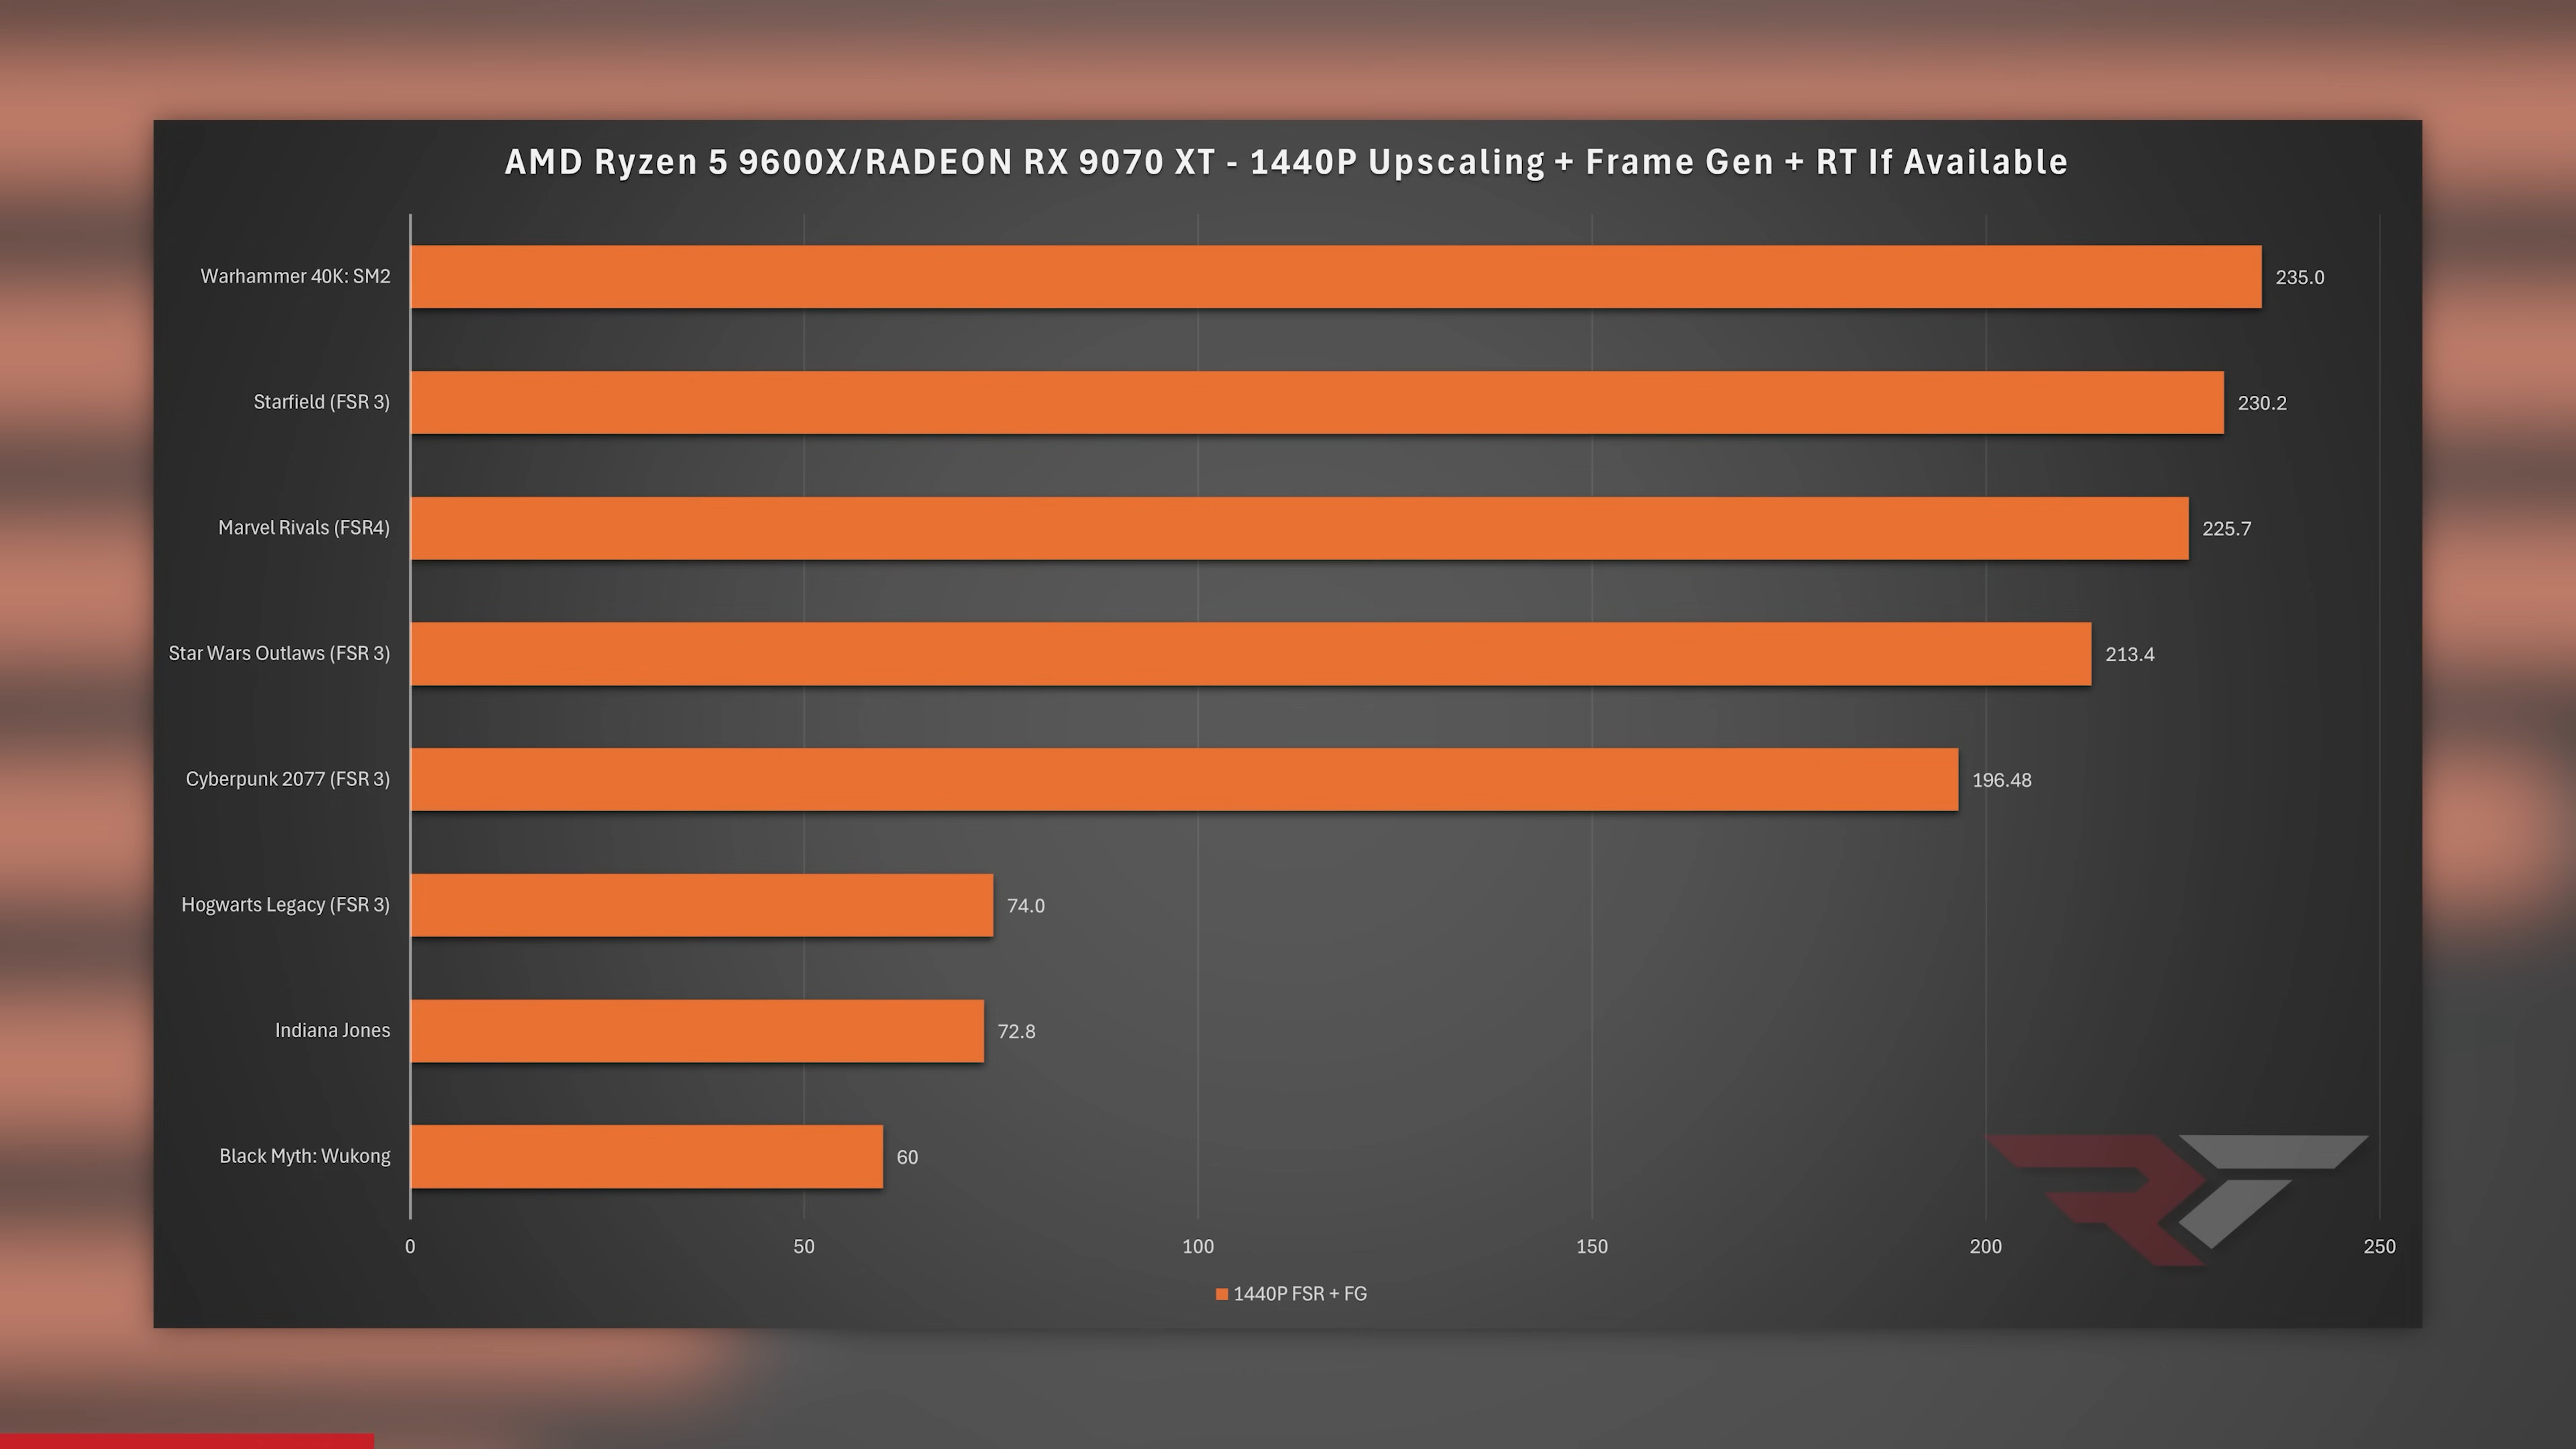 AMD Ryzen 5 9600X/RADEON RX 9070 XT - 1440P Upscaling + Frame Gen + RT If Available
Warhammer 40K: SM2 235.0
Starfield (FSR 3) 230.2
Marvel Rivals (FSR4) 225.7
Star Wars Outlaws (FSR 3) 213.4
Cyberpunk 2077 (FSR 3) 196.48
Hogwarts Legacy (FSR 3) 74.0
Indiana Jones 72.8
Black Myth: Wukong 60
0 50 100 150 200 250
1440P FSR + FG
RT